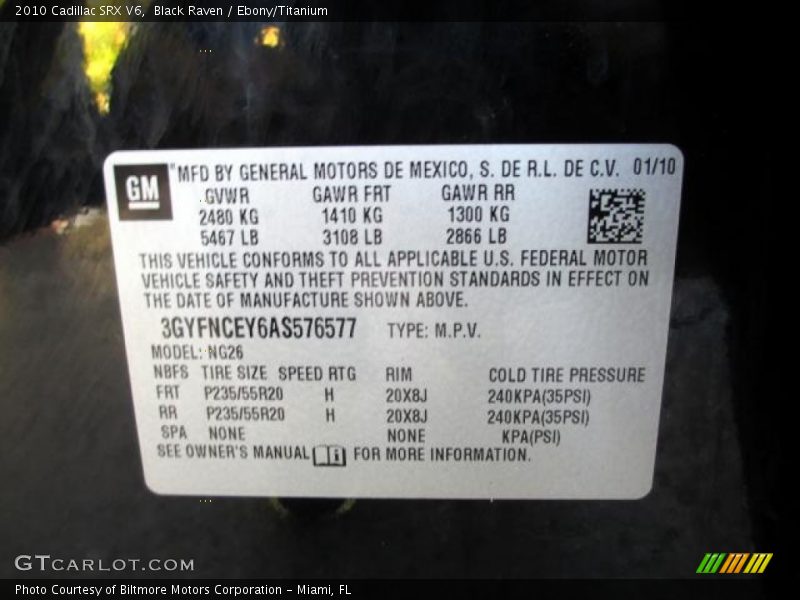 2010 Cadillac SRX V6, Black Raven / Ebony/Titanium
GM
"MFD BY GENERAL MOTORS DE MEXICO, S. DE R.L. DE C.V. 01/10
GVWR GAWR FRT GAWR RR
2480 KG 1410 KG 1300 KG
5467 LB 3108 LB 2866 LB
THIS VEHICLE CONFORMS TO ALL APPLICABLE U.S. FEDERAL MOTOR
VEHICLE SAFETY AND THEFT PREVENTION STANDARDS IN EFFECT ON
THE DATE OF MANUFACTURE SHOWN ABOVE.
3GYFNCEY6AS576577 TYPE: M.P.V.
MODEL: NG26
NBFS TIRE SIZE SPEED RTG RIM COLD TIRE PRESSURE
FRT P235/55R20 H 20X8J 240KPA(35PSI)
RR P235/55R20 H 20X8J 240KPA(35PSI)
SPA NONE NONE KPA(PSI)
SEE OWNER'S MANUAL FOR MORE INFORMATION.
GTCARLOT.COM
Photo Courtesy of Biltmore Motors Corporation - Miami, FL